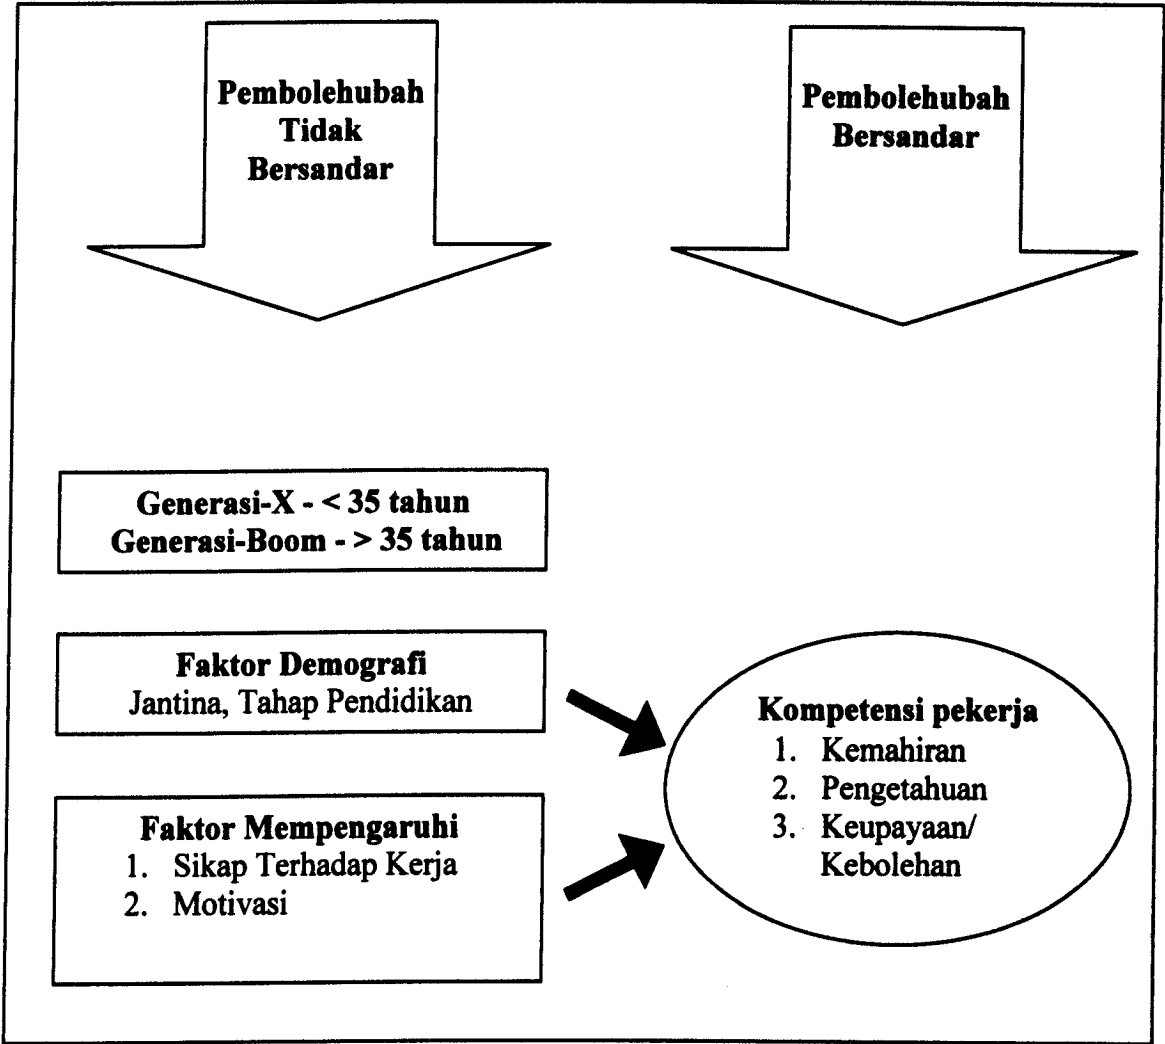 Pembolehubah
Tidak
Bersandar
Pembolehubah
Bersandar
Generasi-X - < 35 tahun
Generasi-Boom - > 35 tahun
Faktor Demografi
Jantina, Tahap Pendidikan
Faktor Mempengaruhi
1. Sikap Terhadap Kerja
2. Motivasi
Kompetensi pekerja
1. Kemahiran
2. Pengetahuan
3. Keupayaan/
Kebolehan